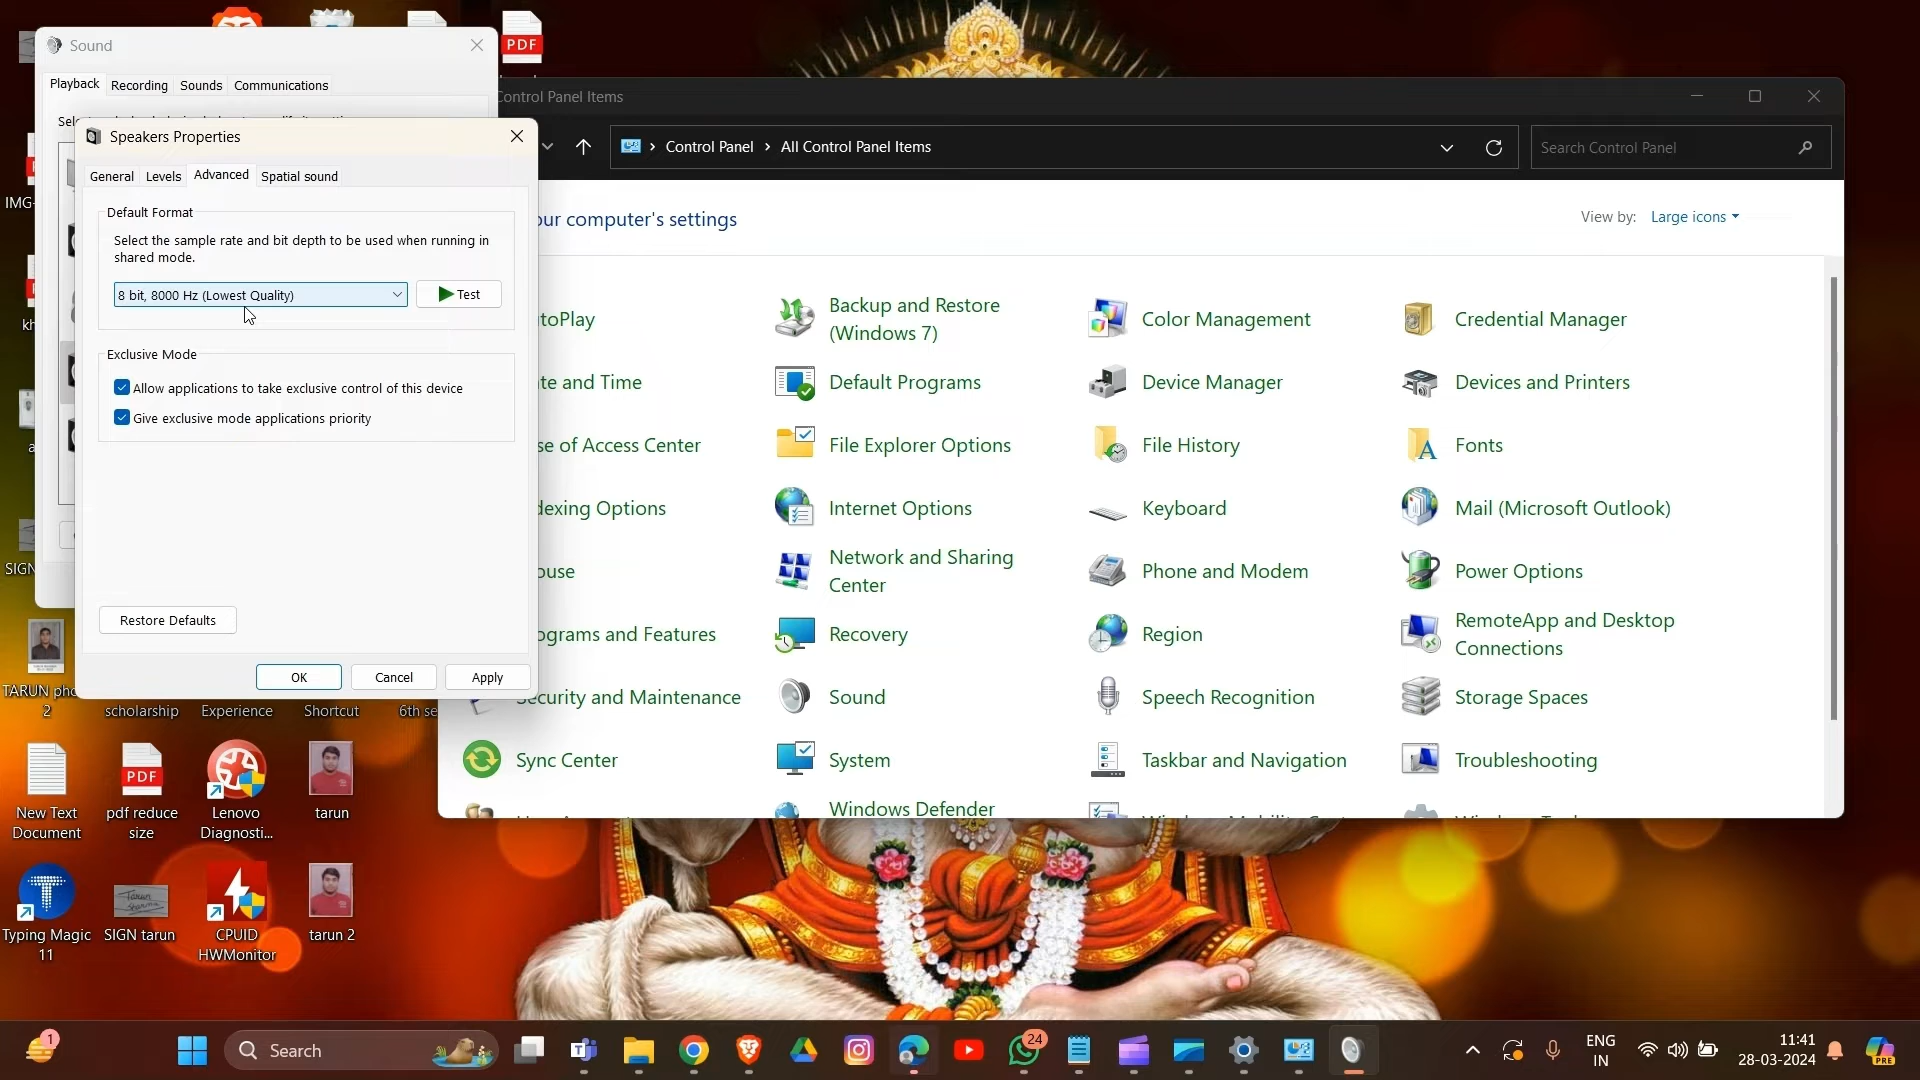 Sound
Playback
Recording
Sounds
Communications
PDF
Speakers Properties
General
Levels
Advanced
Spatial sound
Default Format
Select the sample rate and bit depth to be used when running in
shared mode.
8 bit, 8000 Hz (Lowest Quality)
Test
Exclusive Mode
Allow applications to take exclusive control of this device
Give exclusive mode applications priority
Restore Defaults
OK
Cancel
Apply
Control Panel Items
Control Panel
All Control Panel Items
Search Control Panel
our computer's settings
View by:
Large icons
toPlay
Backup and Restore
(Windows 7)
Color Management
Credential Manager
te and Time
Default Programs
Device Manager
Devices and Printers
se of Access Center
File Explorer Options
File History
Fonts
dexing Options
Internet Options
Keyboard
Mail (Microsoft Outlook)
ouse
Network and Sharing
Center
Phone and Modem
Power Options
ograms and Features
Recovery
Region
RemoteApp and Desktop
Connections
Security and Maintenance
Sound
Speech Recognition
Storage Spaces
Sync Center
System
Taskbar and Navigation
Troubleshooting
Windows Defender
IMG-
kh
SIGN
TARUN pho
2
scholarship
Experience
Shortcut
6th se
New Text
Document
PDF
pdf reduce
size
Lenovo
Diagnosti...
tarun
Typing Magic
11
SIGN tarun
CPUID
HWMonitor
tarun 2
1
Search
24
ENG
IN
11:41
28-03-2024
PRE